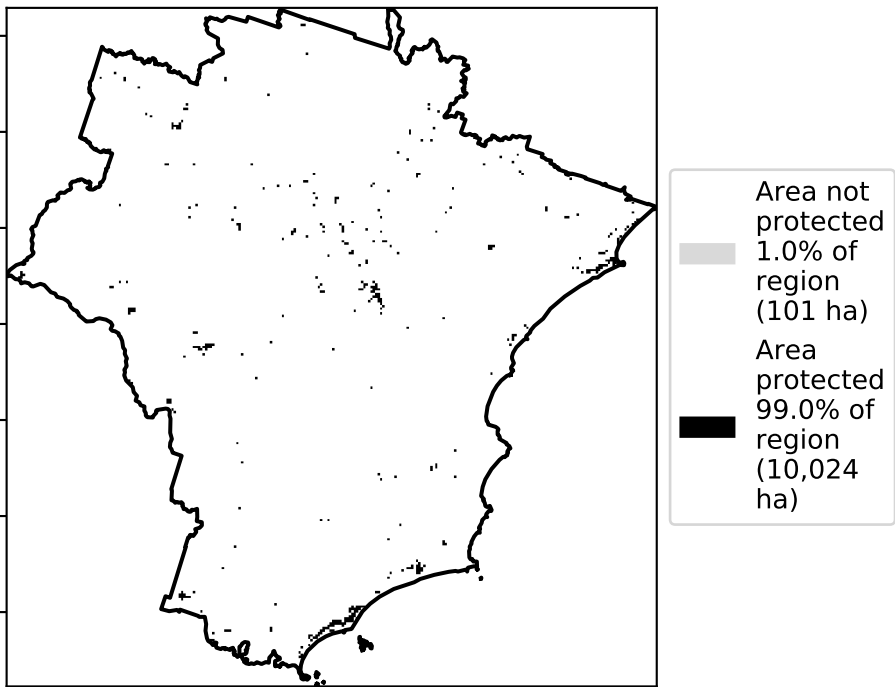 Area not
protected
1.0% of
region
(101 ha)
Area
protected
99.0% of
region
(10,024
ha)